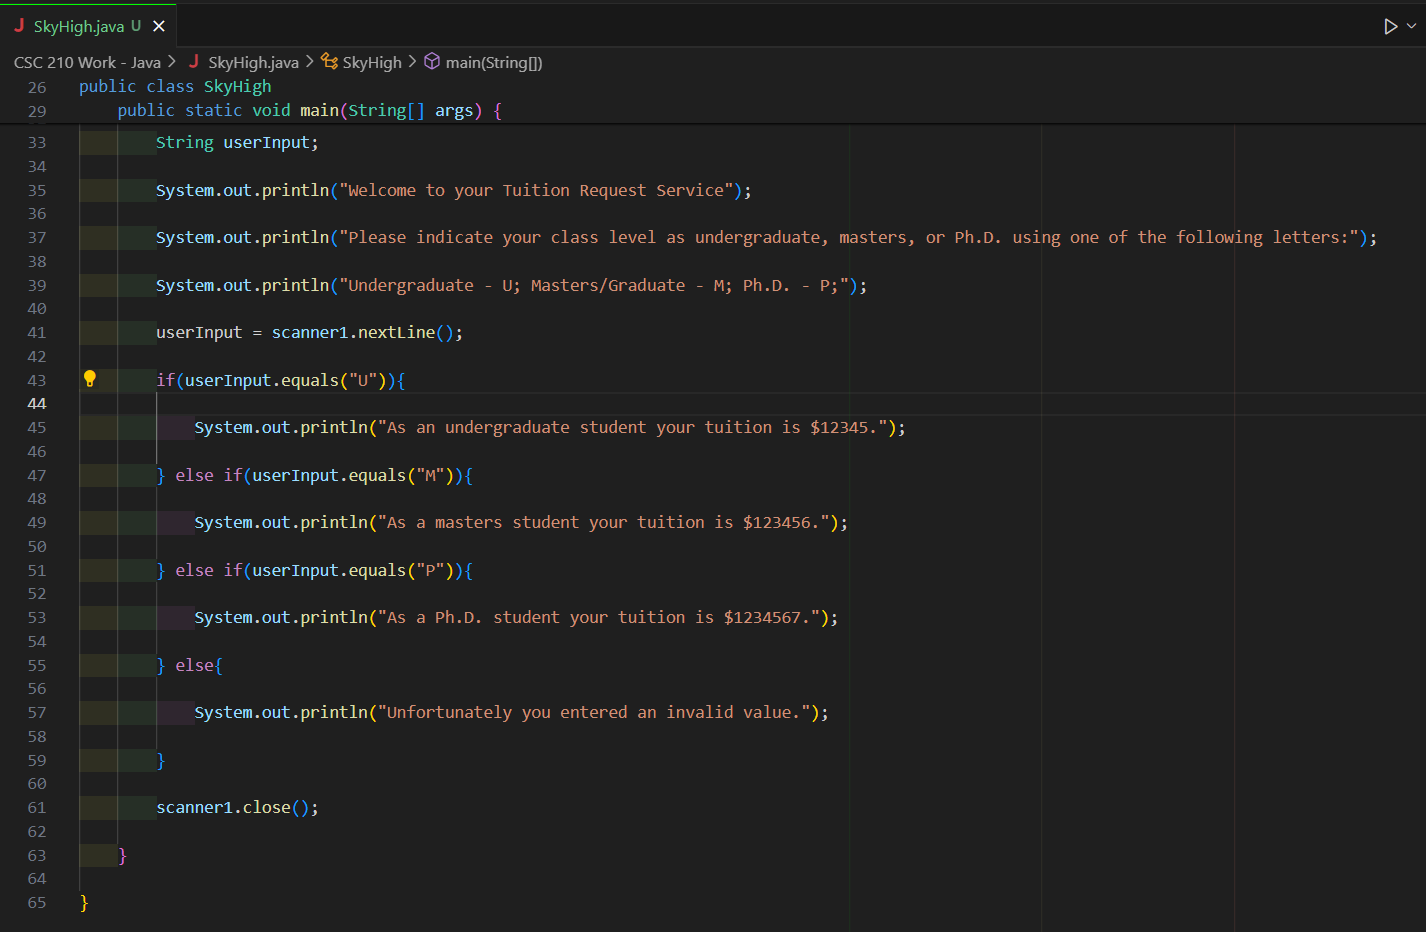 SkyHigh.java U
CSC 210 Work - Java > SkyHigh.java > SkyHigh > main(String[])
26 public class SkyHigh
29 public static void main(String[] args) {
33 String userInput;
34
35 System.out.println("Welcome to your Tuition Request Service");
36
37 System.out.println("Please indicate your class level as undergraduate, masters, or Ph.D. using one of the following letters:");
38
39 System.out.println("Undergraduate - U; Masters/Graduate - M; Ph.D. - P;");
40
41 userInput = scanner1.nextLine();
42
43 if(userInput.equals("U")){
44
45 System.out.println("As an undergraduate student your tuition is $12345.");
46
47 } else if(userInput.equals("M")){
48
49 System.out.println("As a masters student your tuition is $123456.");
50
51 } else if(userInput.equals("P")){
52
53 System.out.println("As a Ph.D. student your tuition is $1234567.");
54
55 } else{
56
57 System.out.println("Unfortunately you entered an invalid value.");
58
59 }
60
61 scanner1.close();
62
63 }
64
65 }